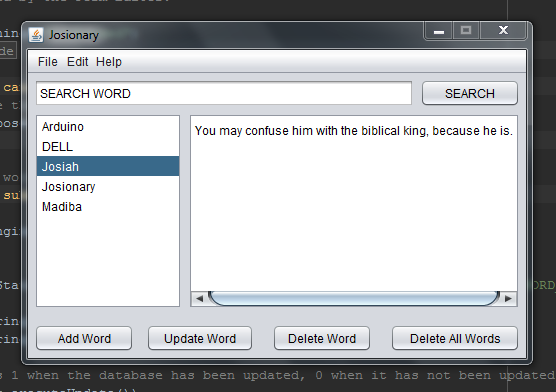 Josionary
File Edit Help
SEARCH WORD SEARCH
Arduino
DELL
Josiah
Josionary
Madiba
You may confuse him with the biblical king, because he is.
Add Word Update Word Delete Word Delete All Words
1 when the database has been updated, 0 when it has not been updated